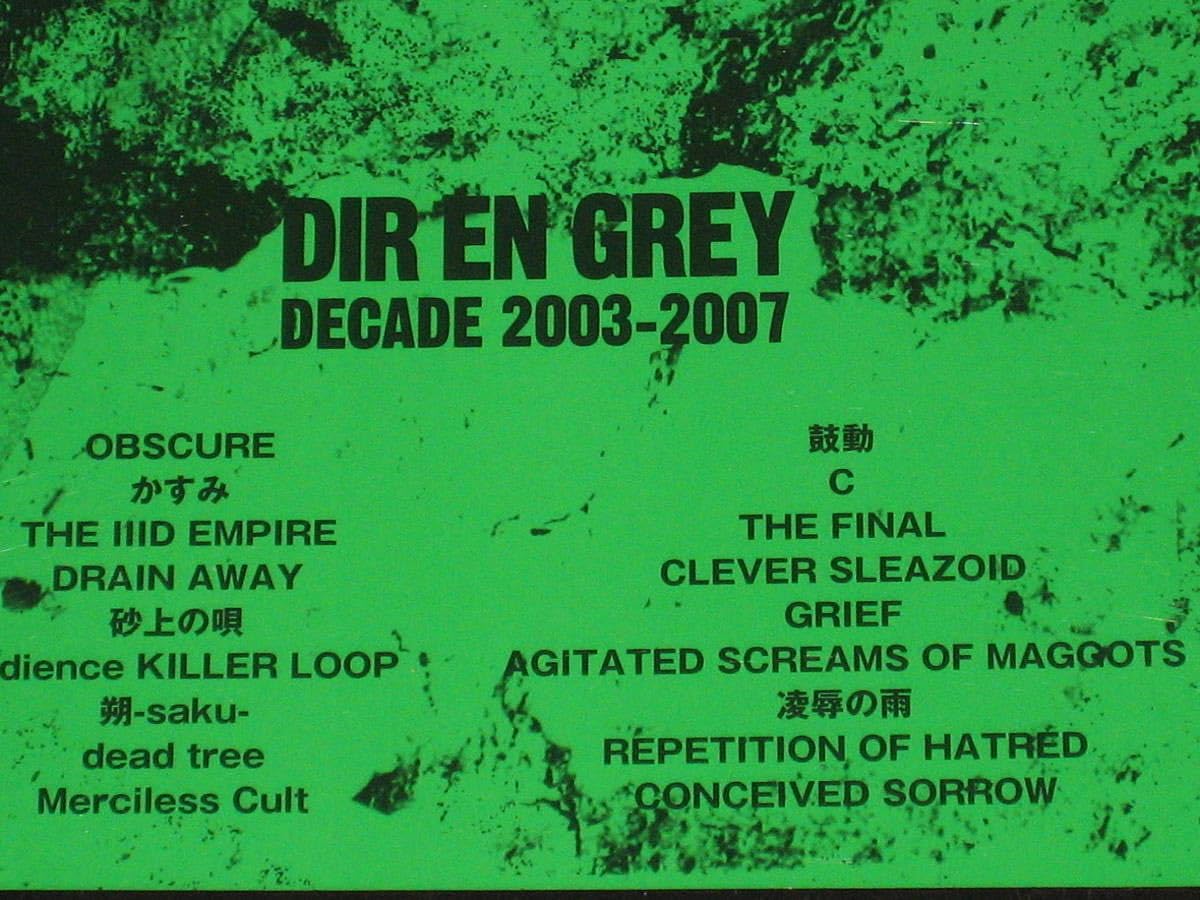 DIR EN GREY
DECADE 2003-2007
OBSCURE
かすみ
THE IIID EMPIRE
DRAIN AWAY
砂上の唄
dience KILLER LOOP
朔-saku-
dead tree
Merciless Cult
鼓動
C
THE FINAL
CLEVER SLEAZOID
GRIEF
AGITATED SCREAMS OF MAGGOTS
凌辱の雨
REPETITION OF HATRED
CONCEIVED SORROW